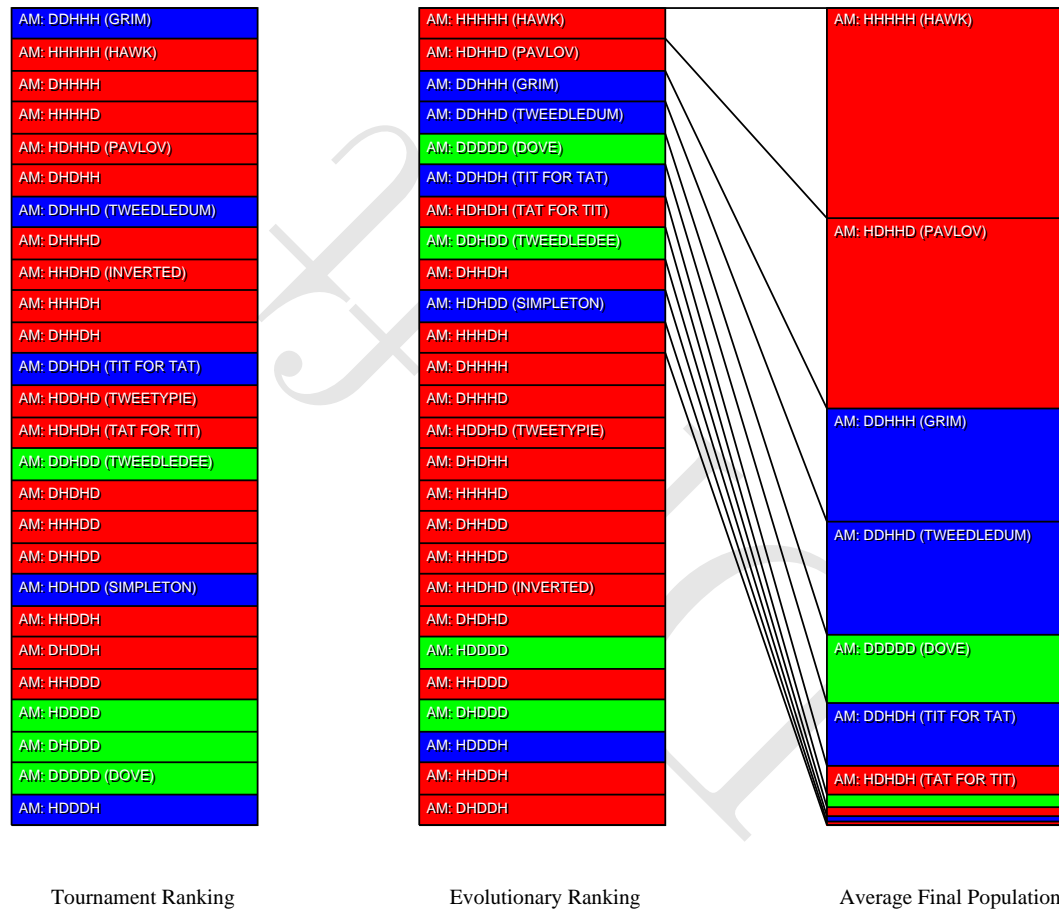 AM: DDHHH (GRIM)
AM: HHHHH (HAWK)
AM: DHHHH
AM: HHHHD
AM: HDHHD (PAVLOV)
AM: DHDHH
AM: DDHHD (TWEEDLEDUM)
AM: DHHHD
AM: HHDHD (INVERTED)
AM: HHHDH
AM: DHHDH
AM: DDHDH (TIT FOR TAT)
AM: HDDHD (TWEETYPIE)
AM: HDHDH (TAT FOR TIT)
AM: DDHDD (TWEEDLEDEE)
AM: DHDHD
AM: HHHDD
AM: DHHDD
AM: HDHDD (SIMPLETON)
AM: HHDDH
AM: DHDDH
AM: HHDDD
AM: HDDDD
AM: DHDDD
AM: DDDDD (DOVE)
AM: HDDDH
Tournament Ranking
AM: HHHHH (HAWK)
AM: HDHHD (PAVLOV)
AM: DDHHH (GRIM)
AM: DDHHD (TWEEDLEDUM)
AM: DDDDD (DOVE)
AM: DDHDH (TIT FOR TAT)
AM: HDHDH (TAT FOR TIT)
AM: DDHDD (TWEEDLEDEE)
AM: DHHDH
AM: HDHDD (SIMPLETON)
AM: HHHDH
AM: DHHHH
AM: DHHHD
AM: HDDHD (TWEETYPIE)
AM: DHDHH
AM: HHHHD
AM: DHHDD
AM: HHHDD
AM: HHDHD (INVERTED)
AM: DHDHD
AM: HDDDD
AM: HHDDD
AM: DHDDD
AM: HDDDH
AM: HHDDH
AM: DHDDH
Evolutionary Ranking
AM: HHHHH (HAWK)
AM: HDHHD (PAVLOV)
AM: DDHHH (GRIM)
AM: DDHHD (TWEEDLEDUM)
AM: DDDDD (DOVE)
AM: DDHDH (TIT FOR TAT)
AM: HDHDH (TAT FOR TIT)
Average Final Population